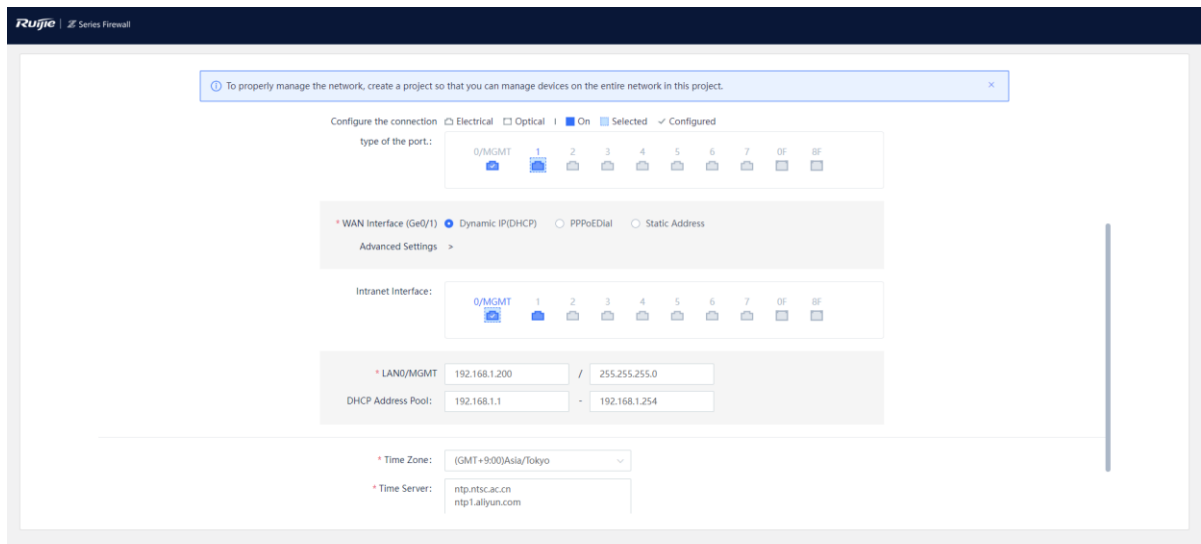 Ruijie | Z Series Firewall
To properly manage the network, create a project so that you can manage devices on the entire network in this project.
Configure the connection Electrical Optical | On Selected Configured
type of the port.:
0/MGMT 1 2 3 4 5 6 7 0F 8F
* WAN Interface (Ge0/1) Dynamic IP(DHCP) PPPoEDial Static Address
Advanced Settings >
Intranet Interface:
0/MGMT 1 2 3 4 5 6 7 0F 8F
* LAN0/MGMT 192.168.1.200 / 255.255.255.0
DHCP Address Pool: 192.168.1.1 - 192.168.1.254
* Time Zone: (GMT+9:00)Asia/Tokyo
* Time Server: ntp.ntsc.ac.cn
ntp1.aliyun.com